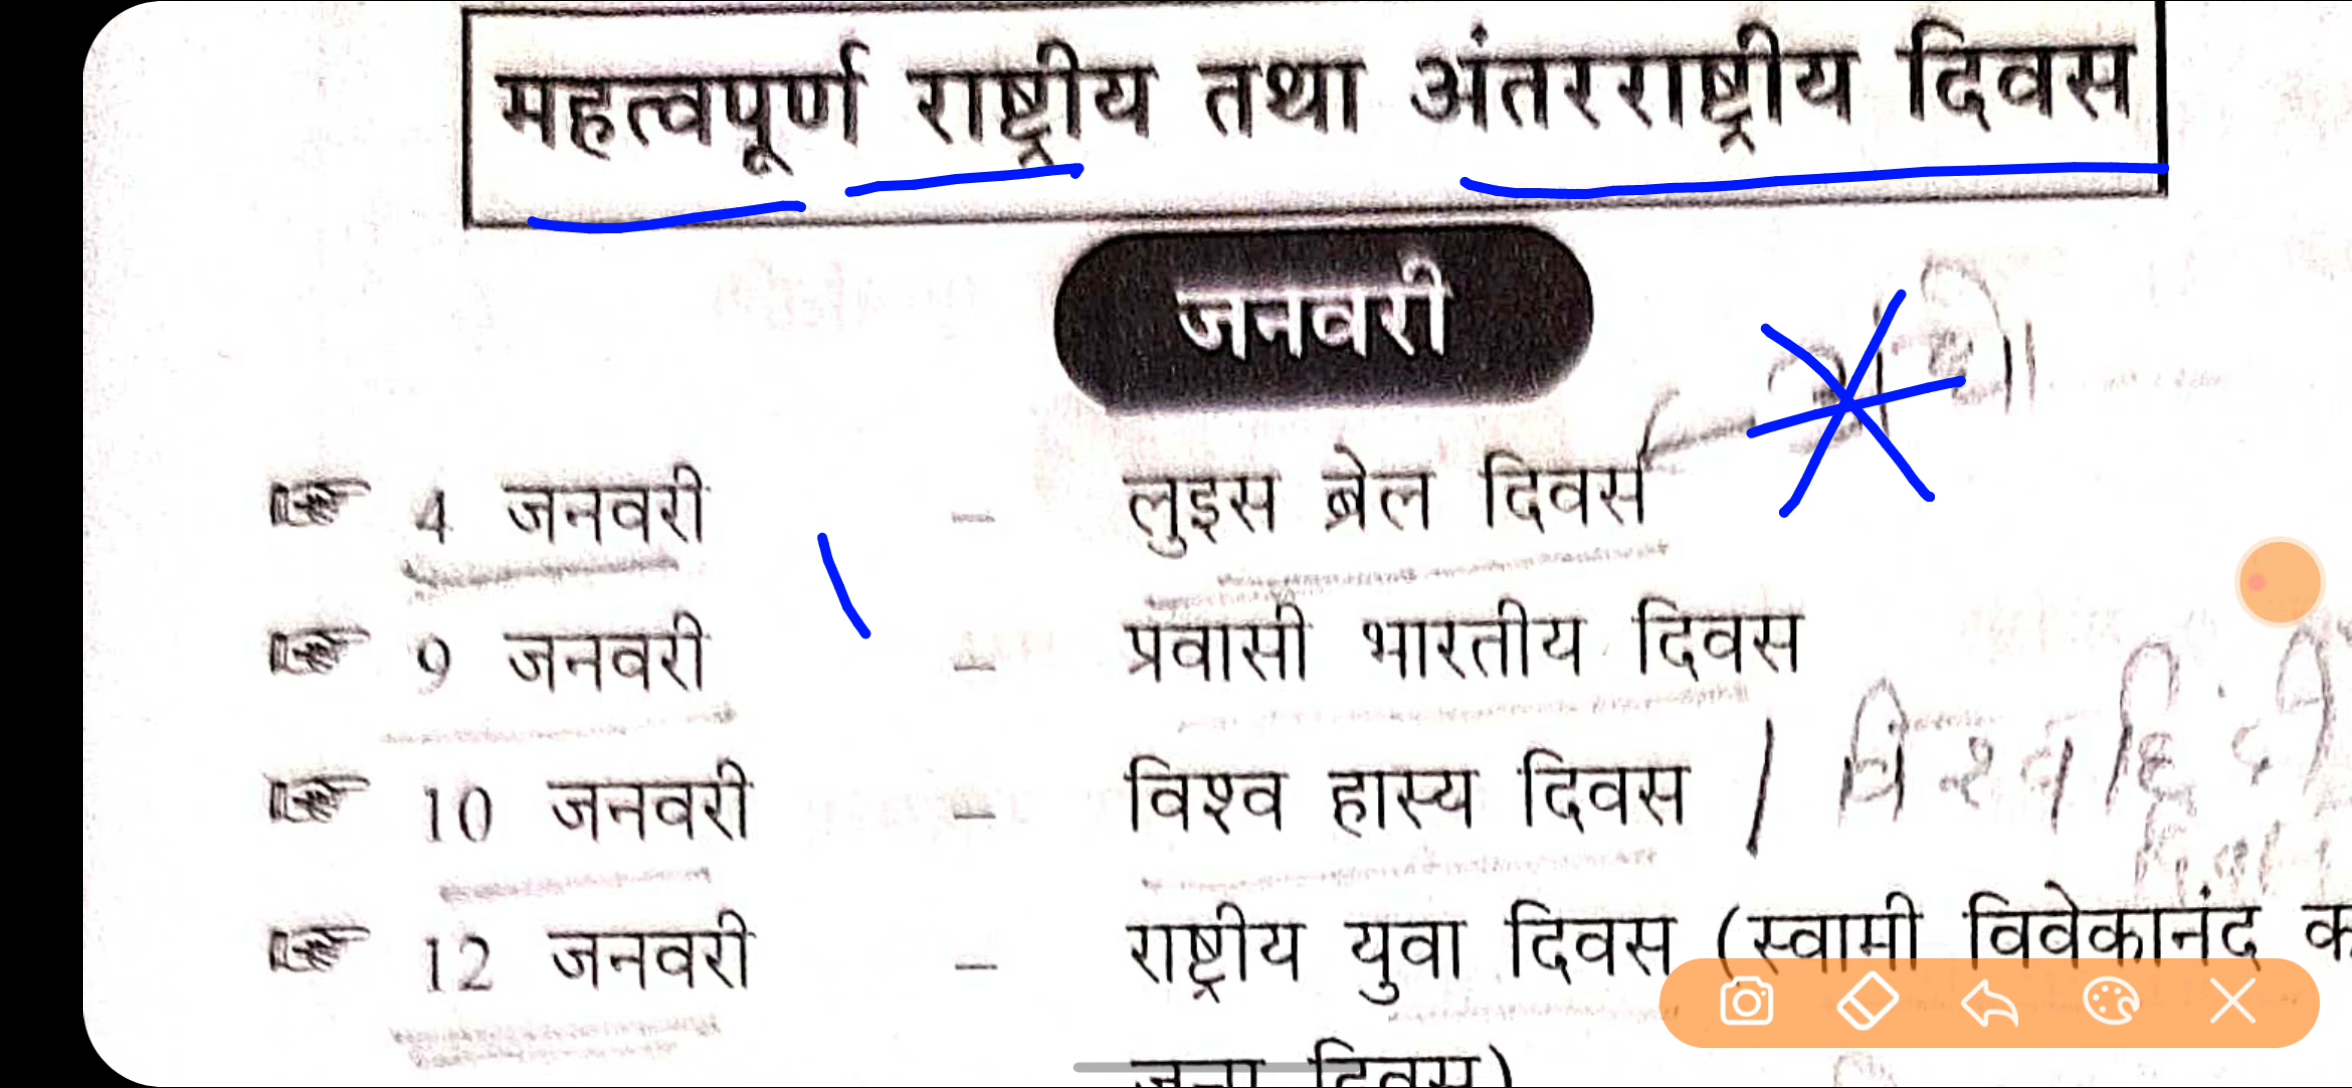 महत्वपूर्ण राष्ट्रीय तथा अंतरराष्ट्रीय दिवस
जनवरी
4 जनवरी - लुइस ब्रेल दिवस
9 जनवरी - प्रवासी भारतीय दिवस
10 जनवरी - विश्व हास्य दिवस / विश्व हिंदी
12 जनवरी - राष्ट्रीय युवा दिवस (स्वामी विवेकानंद
दिवस)